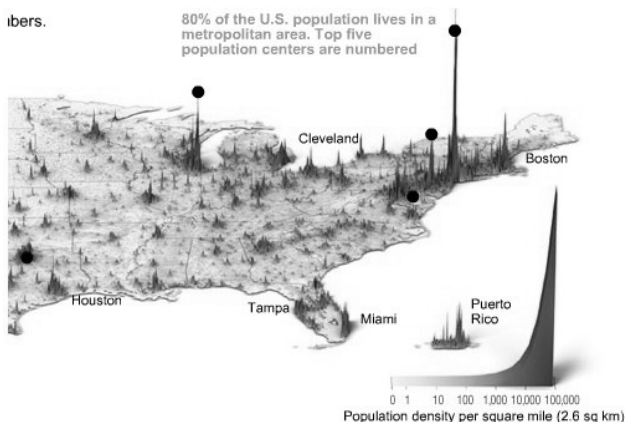 nbers.
80% of the U.S. population lives in a
metropolitan area. Top five
population centers are numbered
Cleveland
Boston
Houston
Tampa
Miami
Puerto
Rico
0 1 10 100 1,000 10,000 100,000
Population density per square mile (2.6 sq km)